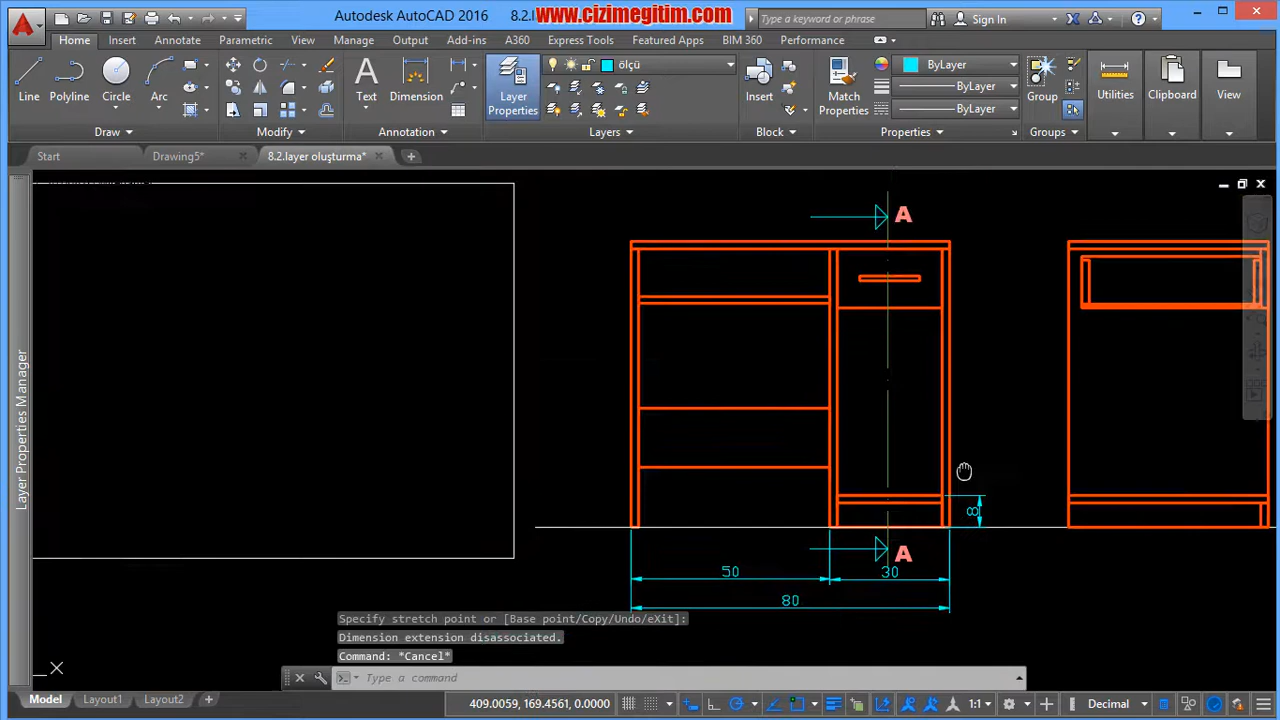 Autodesk AutoCAD 2016 8.2.l
www.cizimegitim.com
Type a keyword or phrase
Sign In
Home Insert Annotate Parametric View Manage Output Add-ins A360 Express Tools Featured Apps BIM 360 Performance
ölçü
ByLayer
ByLayer
ByLayer
Line Polyline Circle Arc
Text Dimension
Layer Properties
Insert
Match Properties
Group
Utilities
Clipboard
View
Draw Modify Annotation Layers Block Properties Groups
Start Drawing5* 8.2.layer oluşturma*
Layer Properties Manager
A
8
A
50 30
80
Specify stretch point or [Base point/Copy/Undo/eXit]:
Dimension extension disassociated.
Command: *Cancel*
Type a command
Model Layout1 Layout2
1.0059, 169.4561, 0.0000
1:1
Decimal